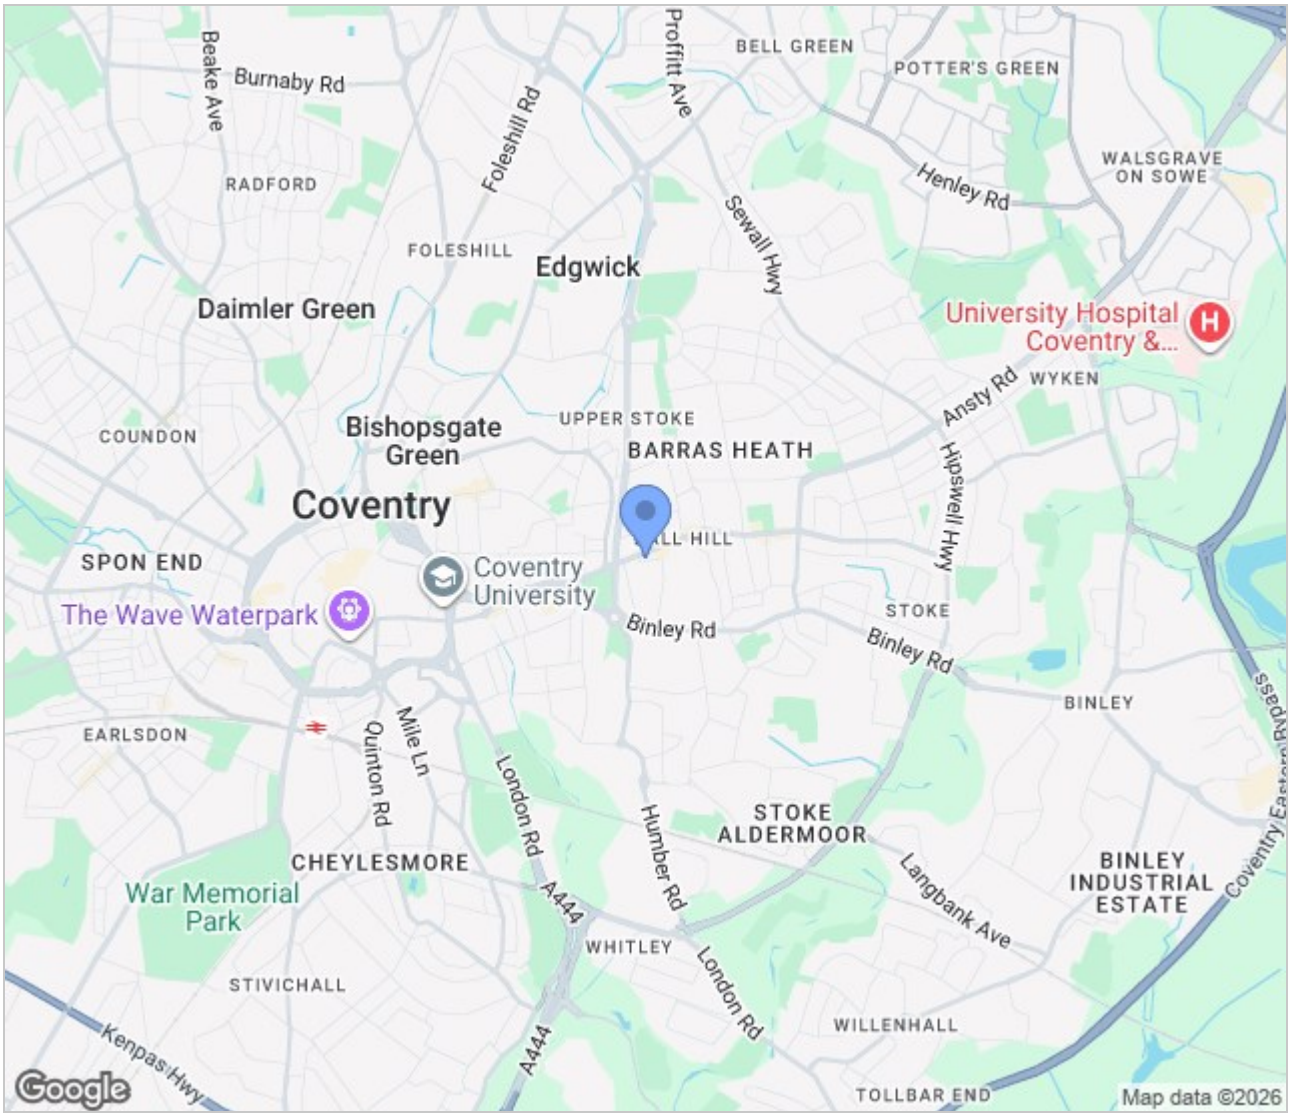 Beake Ave
Burnaby Rd
Foleshill Rd
Proffitt Ave
BELL GREEN
POTTER'S GREEN
WALSGRAVE
ON SOWE
Henley Rd
RADFORD
Sewall Hwy
FOLESHILL
Edgwick
Daimler Green
University Hospital
Coventry &...
H
WYKEN
Ansty Rd
UPPER STOKE
BARRAS HEATH
Bishopsgate
Green
COUNDON
Hipswell Hwy
Coventry
ALL HILL
SPON END
Coventry
University
The Wave Waterpark
STOKE
Binley Rd
Binley Rd
BINLEY
Coventry Eastern Bypass
EARLSDON
Mile Ln
Quinton Rd
London Rd
Humber Rd
STOKE
ALDERMOOR
CHEYLESMORE
Langbank Ave
BINLEY
INDUSTRIAL
ESTATE
War Memorial
Park
A444
WHITLEY
London Rd
STIVICHALL
WILLENHALL
Kenpas Hwy
A444
TOLLBAR END
Google
Map data ©2026